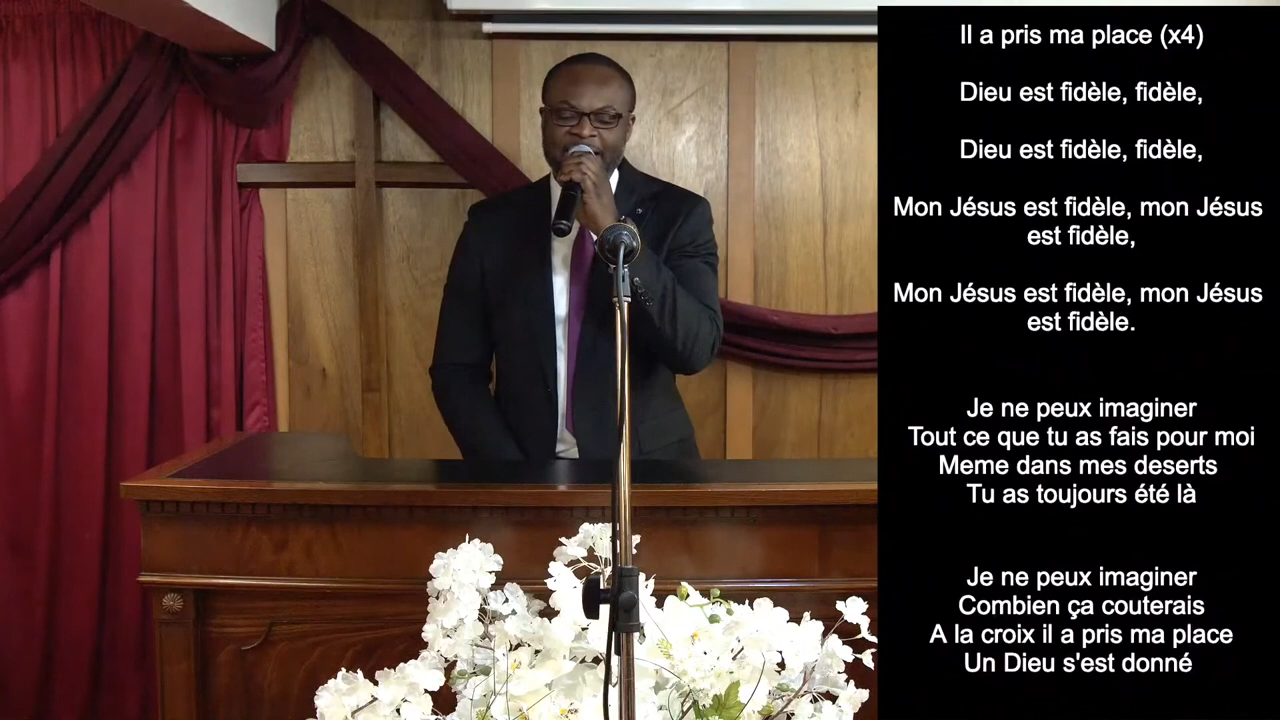 Il a pris ma place (x4)
Dieu est fidèle, fidèle,
Dieu est fidèle, fidèle,
Mon Jésus est fidèle, mon Jésus
est fidèle,
Mon Jésus est fidèle, mon Jésus
est fidèle.
Je ne peux imaginer
Tout ce que tu as fais pour moi
Meme dans mes deserts
Tu as toujours été là
Je ne peux imaginer
Combien ça couterais
A la croix il a pris ma place
Un Dieu s'est donné